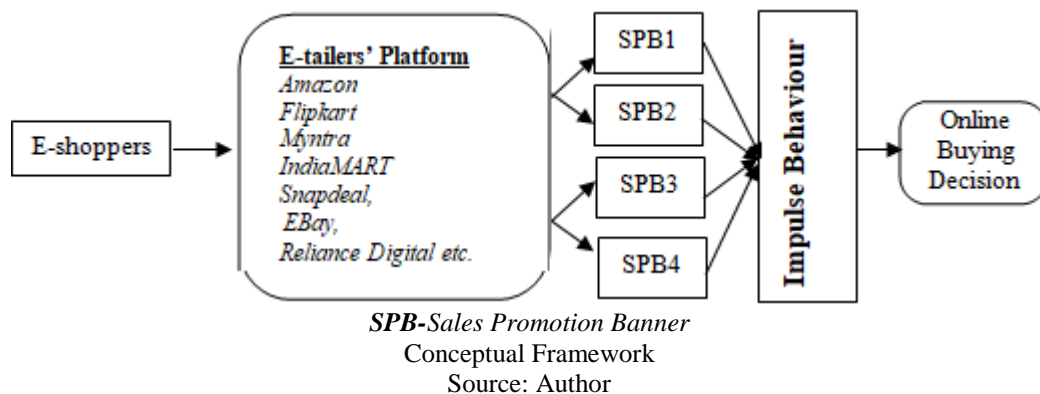 E-shoppers
E-tailers' Platform
Amazon
Flipkart
Myntra
IndiaMART
Snapdeal,
EBay,
Reliance Digital etc.
SPB1
SPB2
SPB3
SPB4
Impulse Behaviour
Online
Buying
Decision
SPB-Sales Promotion Banner
Conceptual Framework
Source: Author